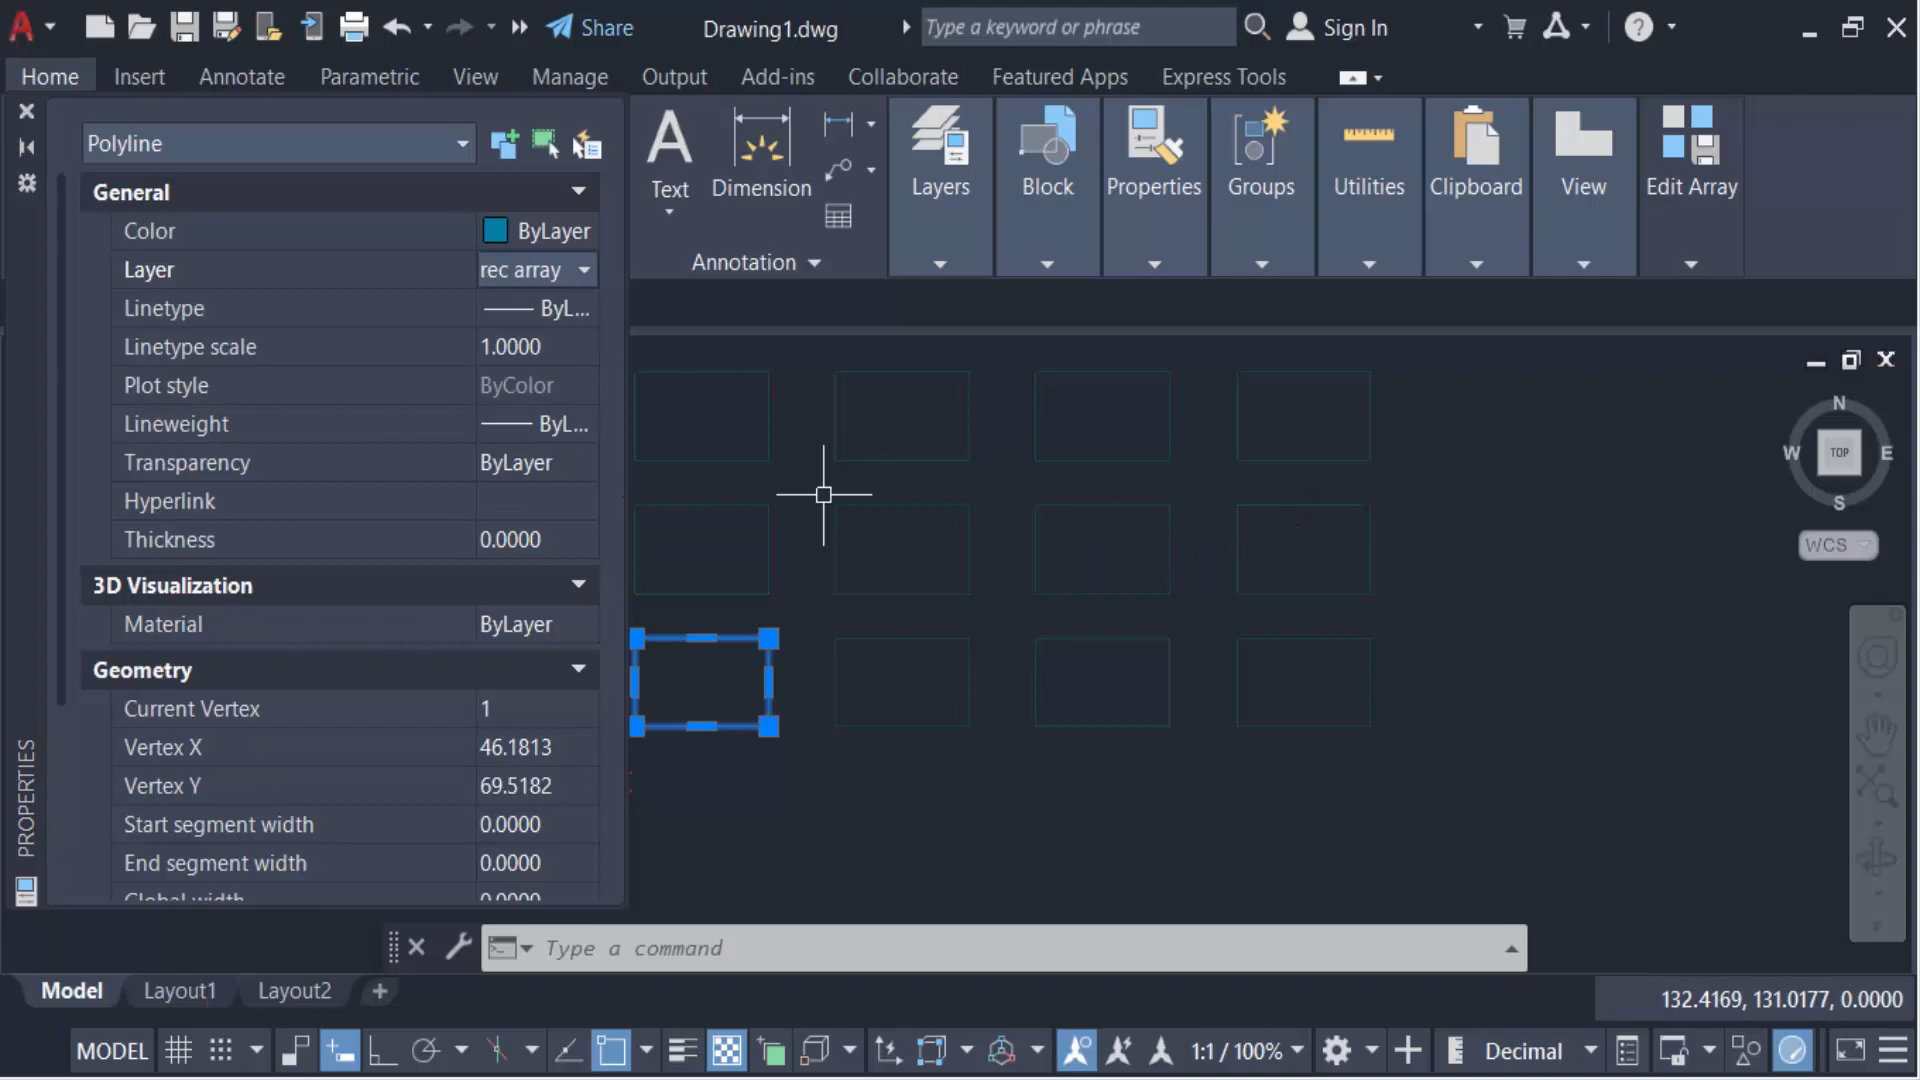 Share
Drawing1.dwg
Type a keyword or phrase
Sign In
Home
Insert
Annotate
Parametric
View
Manage
Output
Add-ins
Collaborate
Featured Apps
Express Tools
Polyline
Text
Dimension
Annotation
Layers
Block
Properties
Groups
Utilities
Clipboard
View
Edit Array
General
Color ByLayer
Layer rec array
Linetype ByL...
Linetype scale 1.0000
Plot style ByColor
Lineweight ByL...
Transparency ByLayer
Hyperlink
Thickness 0.0000
3D Visualization
Material ByLayer
Geometry
Current Vertex 1
Vertex X 46.1813
Vertex Y 69.5182
Start segment width 0.0000
End segment width 0.0000
Global width 0.0000
PROPERTIES
N
W TOP E
S
WCS
Type a command
Model
Layout1
Layout2
132.4169, 131.0177, 0.0000
MODEL
1:1 / 100%
Decimal